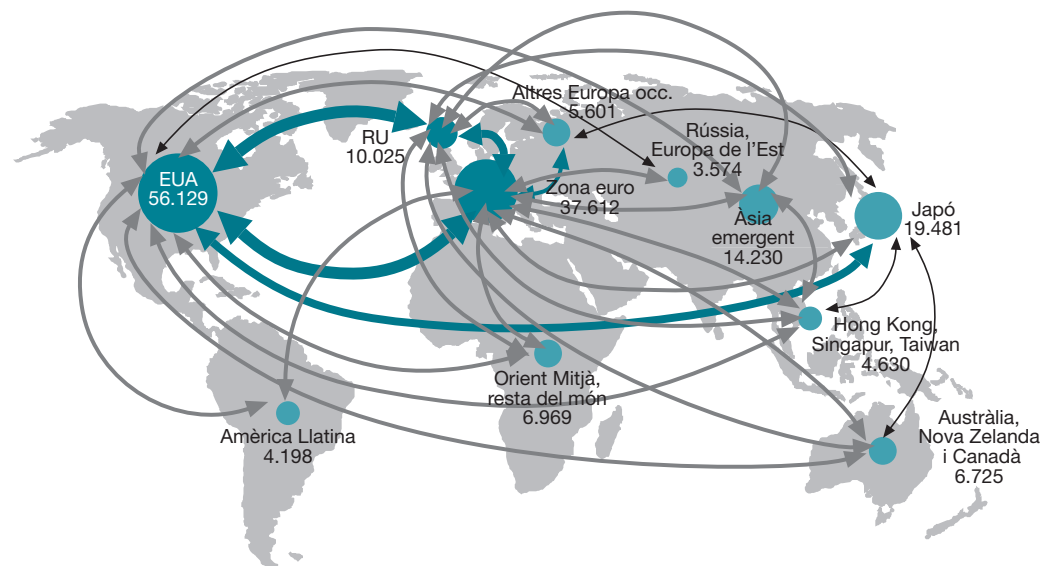 Altres Europa occ.
5.601
RU
10.025
Rússia,
Europa de l'Est
3.574
EUA
56.129
Zona euro
37.612
Àsia
emergent
14.230
Japó
19.481
Hong Kong,
Singapur, Taiwan
4.630
Orient Mitjà,
resta del món
6.969
Amèrica Llatina
4.198
Austràlia,
Nova Zelanda
i Canadà
6.725